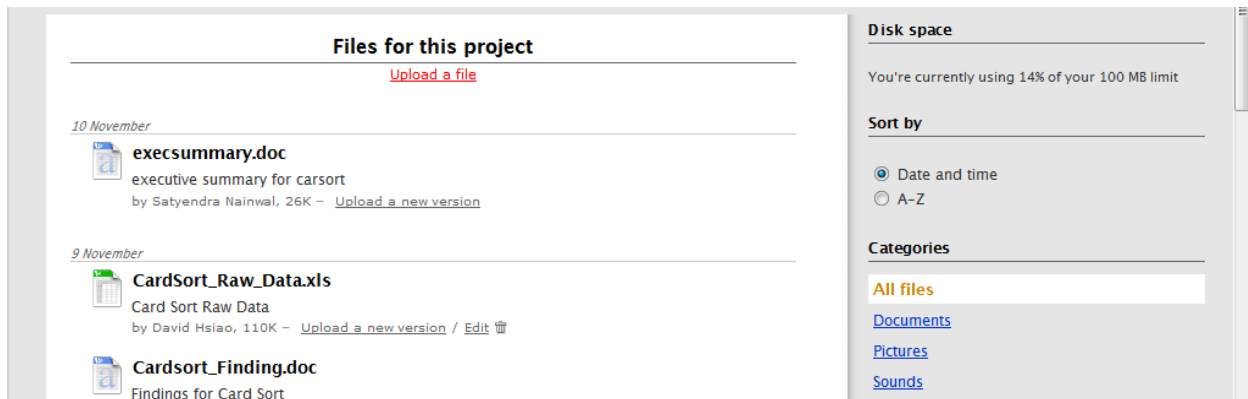 Files for this project
Upload a file
10 November
execsummary.doc
executive summary for carsort
by Satyendra Nainwal, 26K – Upload a new version
9 November
CardSort_Raw_Data.xls
Card Sort Raw Data
by David Hsiao, 110K – Upload a new version / Edit
Cardsort_Finding.doc
Findings for Card Sort
Disk space
You're currently using 14% of your 100 MB limit
Sort by
Date and time
A–Z
Categories
All files
Documents
Pictures
Sounds